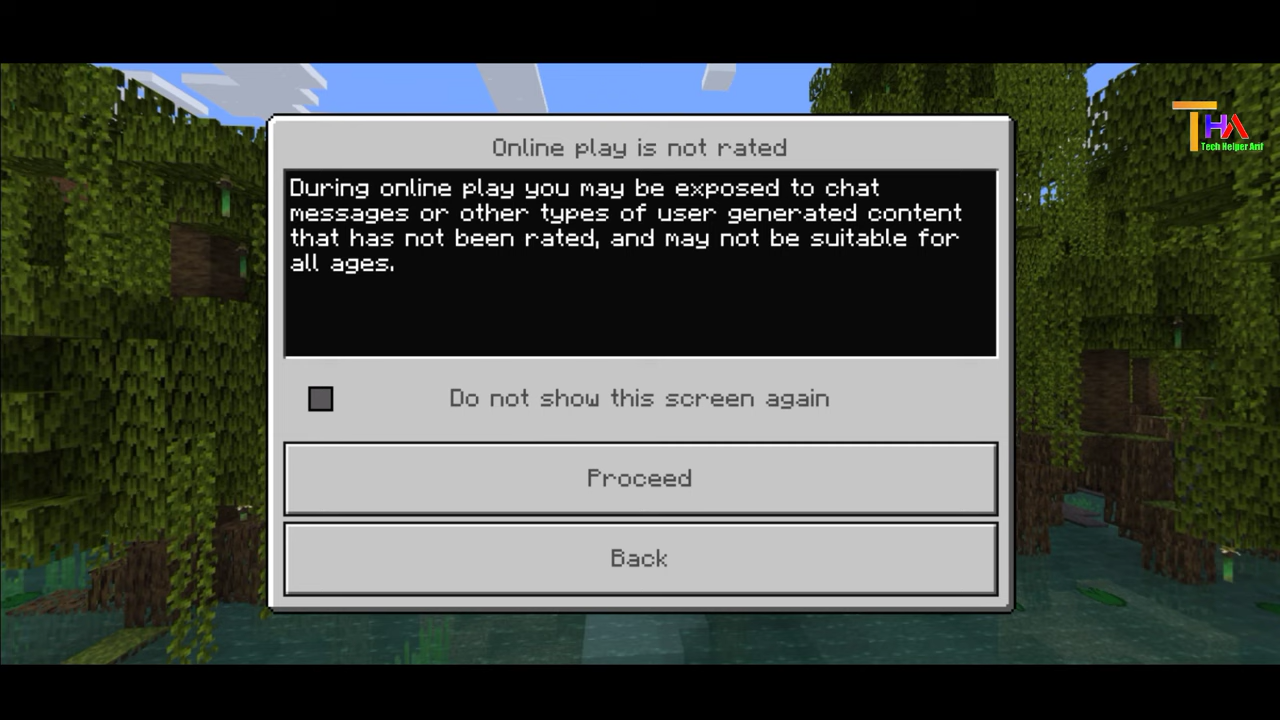 Online play is not rated
THA
Tech Helper Arif
During online play you may be exposed to chat
messages or other types of user generated content
that has not been rated, and may not be suitable for
all ages.
Do not show this screen again
Proceed
Back